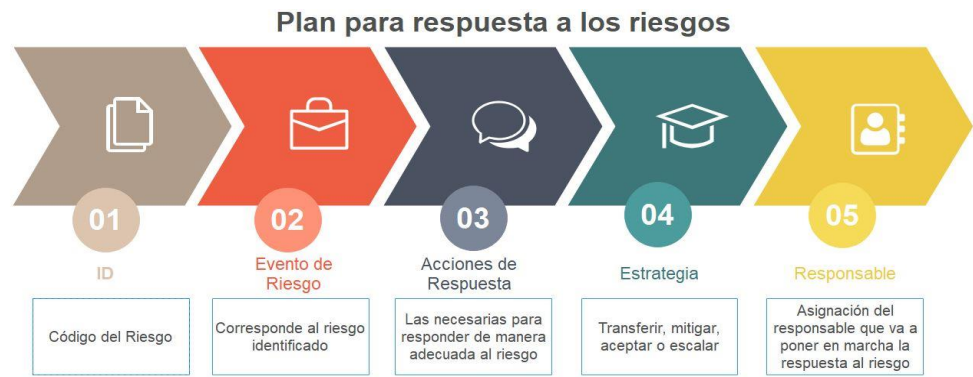 Plan para respuesta a los riesgos
01
02
03
04
05
ID
Evento de
Riesgo
Acciones de
Respuesta
Estrategia
Responsable
Código del Riesgo
Corresponde al riesgo
identificado
Las necesarias para
responder de manera
adecuada al riesgo
Transferir, mitigar,
aceptar o escalar
Asignación del
responsable que va a
poner en marcha la
respuesta al riesgo